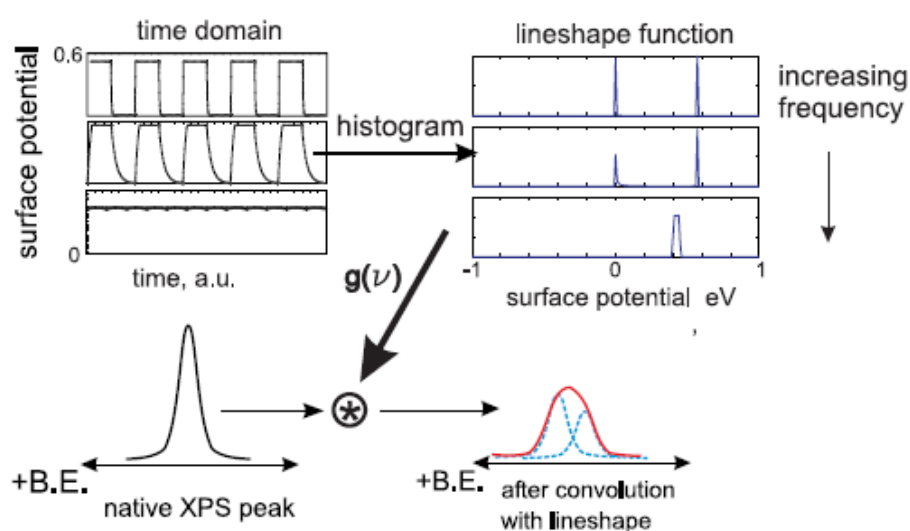 time domain
lineshape function
0.6
surface potential
0
time, a.u.
histogram
increasing
frequency
-1
0
1
surface potential eV
,
g(ν)
+B.E.
native XPS peak
+B.E.
after convolution
with lineshape